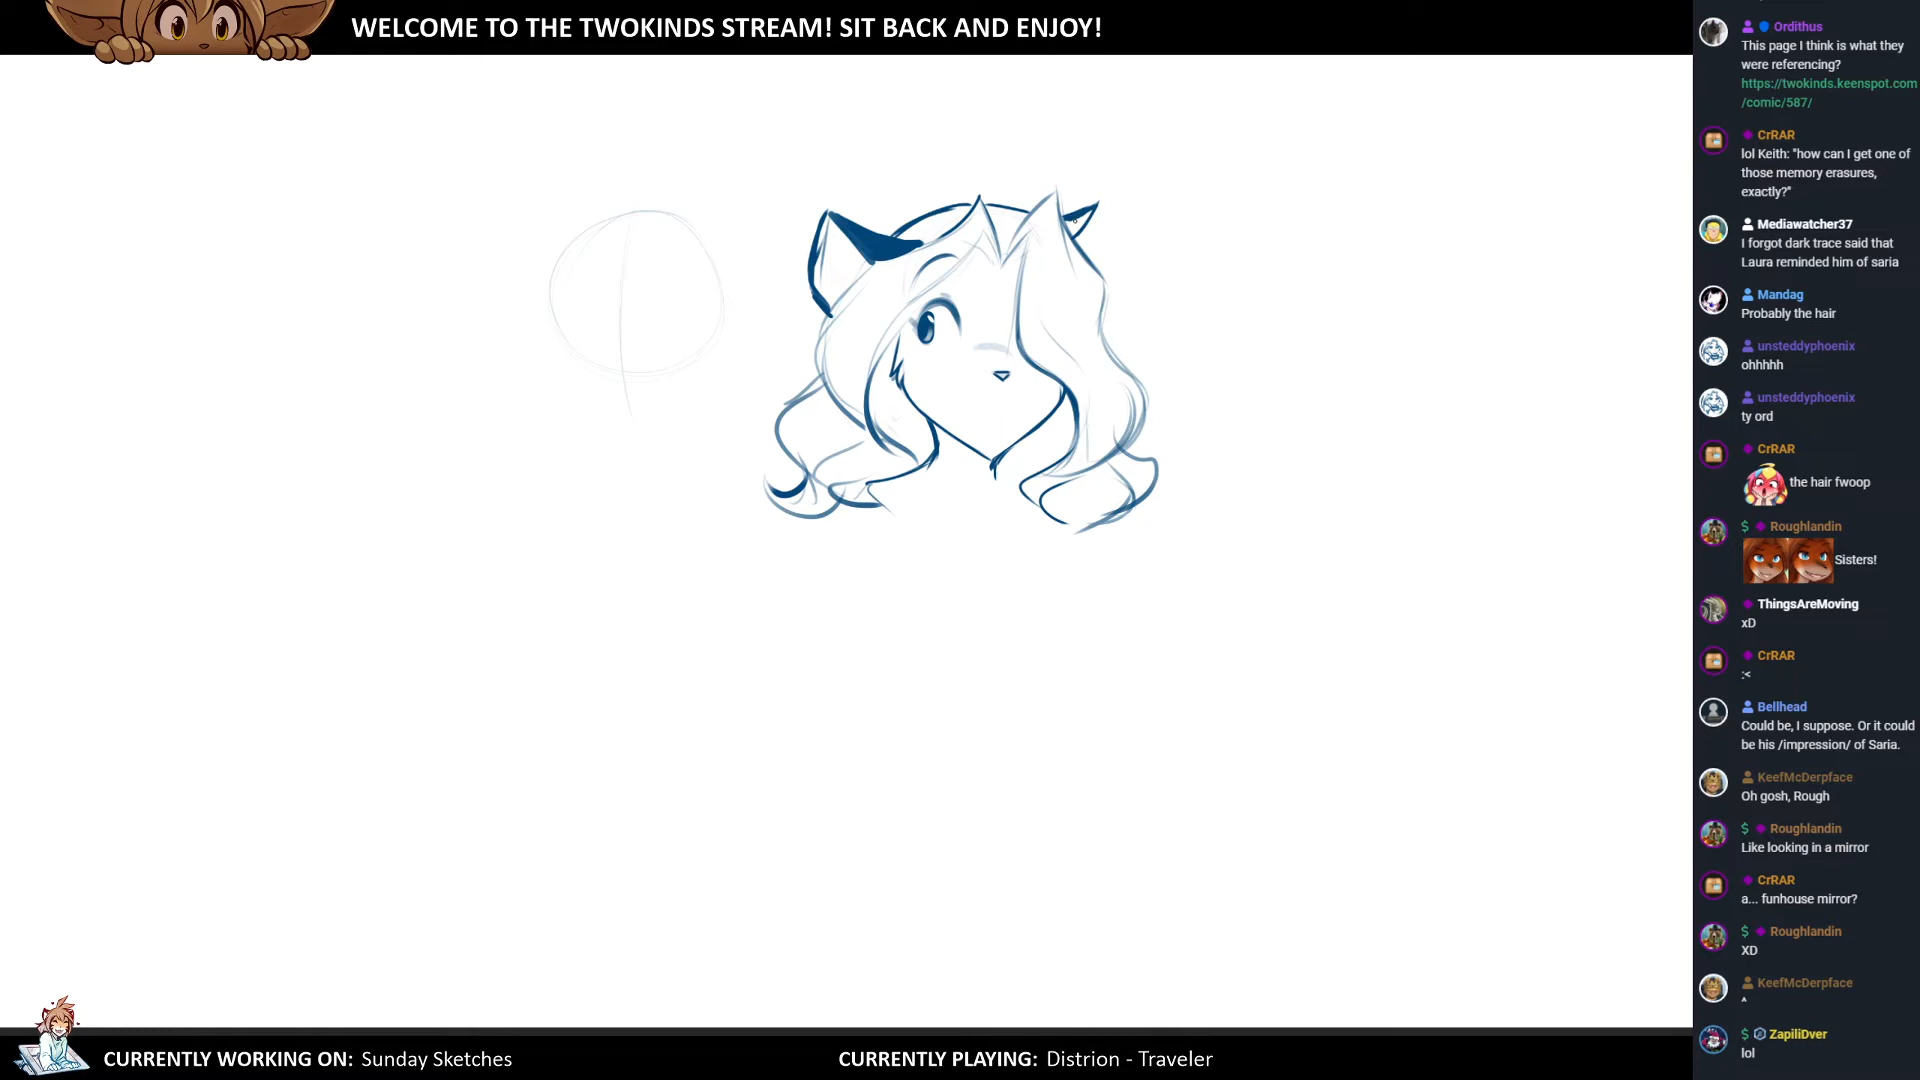 WELCOME TO THE TWOKINDS STREAM! SIT BACK AND ENJOY!
Ordithus
This page I think is what they
were referencing?
https://twokinds.keenspot.com
/comic/587/
CrRAR
lol Keith: "how can I get one of
those memory erasures,
exactly?"
Mediawatcher37
I forgot dark trace said that
Laura reminded him of saria
Mandag
Probably the hair
unsteddyphoenix
ohhhhh
unsteddyphoenix
ty ord
CrRAR
the hair fwoop
$ Roughlandin
Sisters!
ThingsAreMoving
xD
CrRAR
:<
Bellhead
Could be, I suppose. Or it could
be his /impression/ of Saria.
KeefMcDerpface
Oh gosh, Rough
$ Roughlandin
Like looking in a mirror
CrRAR
a... funhouse mirror?
$ Roughlandin
XD
KeefMcDerpface
^
$ ZapiliDver
lol
CURRENTLY WORKING ON: Sunday Sketches
CURRENTLY PLAYING: Distrion - Traveler